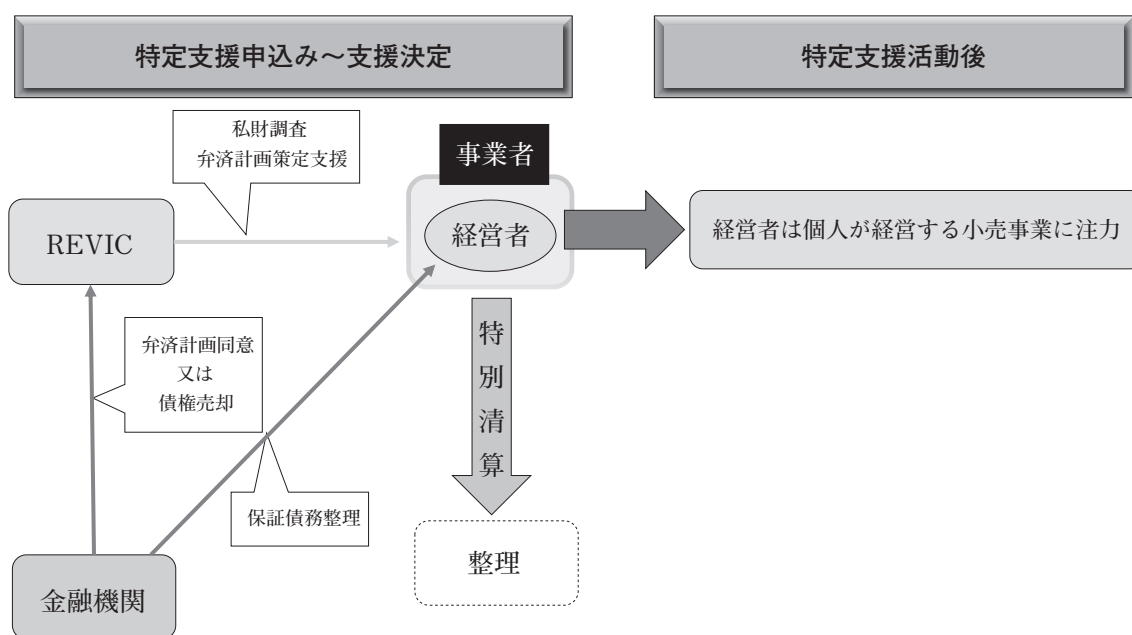 特定支援申込み～支援決定
特定支援活動後
私財調査
弁済計画策定支援
事業者
REVIC
経営者
経営者は個人が経営する小売事業に注力
弁済計画同意
又は
債権売却
特別清算
保証債務整理
整理
金融機関